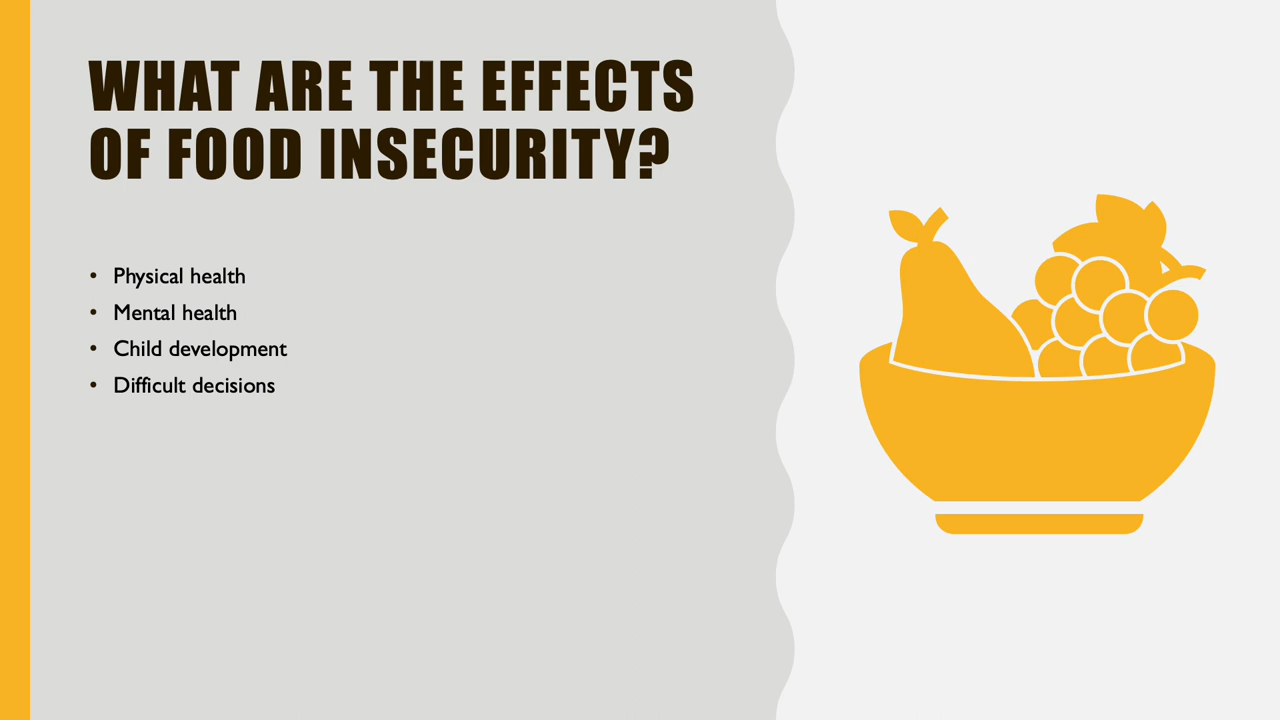 WHAT ARE THE EFFECTS
OF FOOD INSECURITY?
• Physical health
• Mental health
• Child development
• Difficult decisions